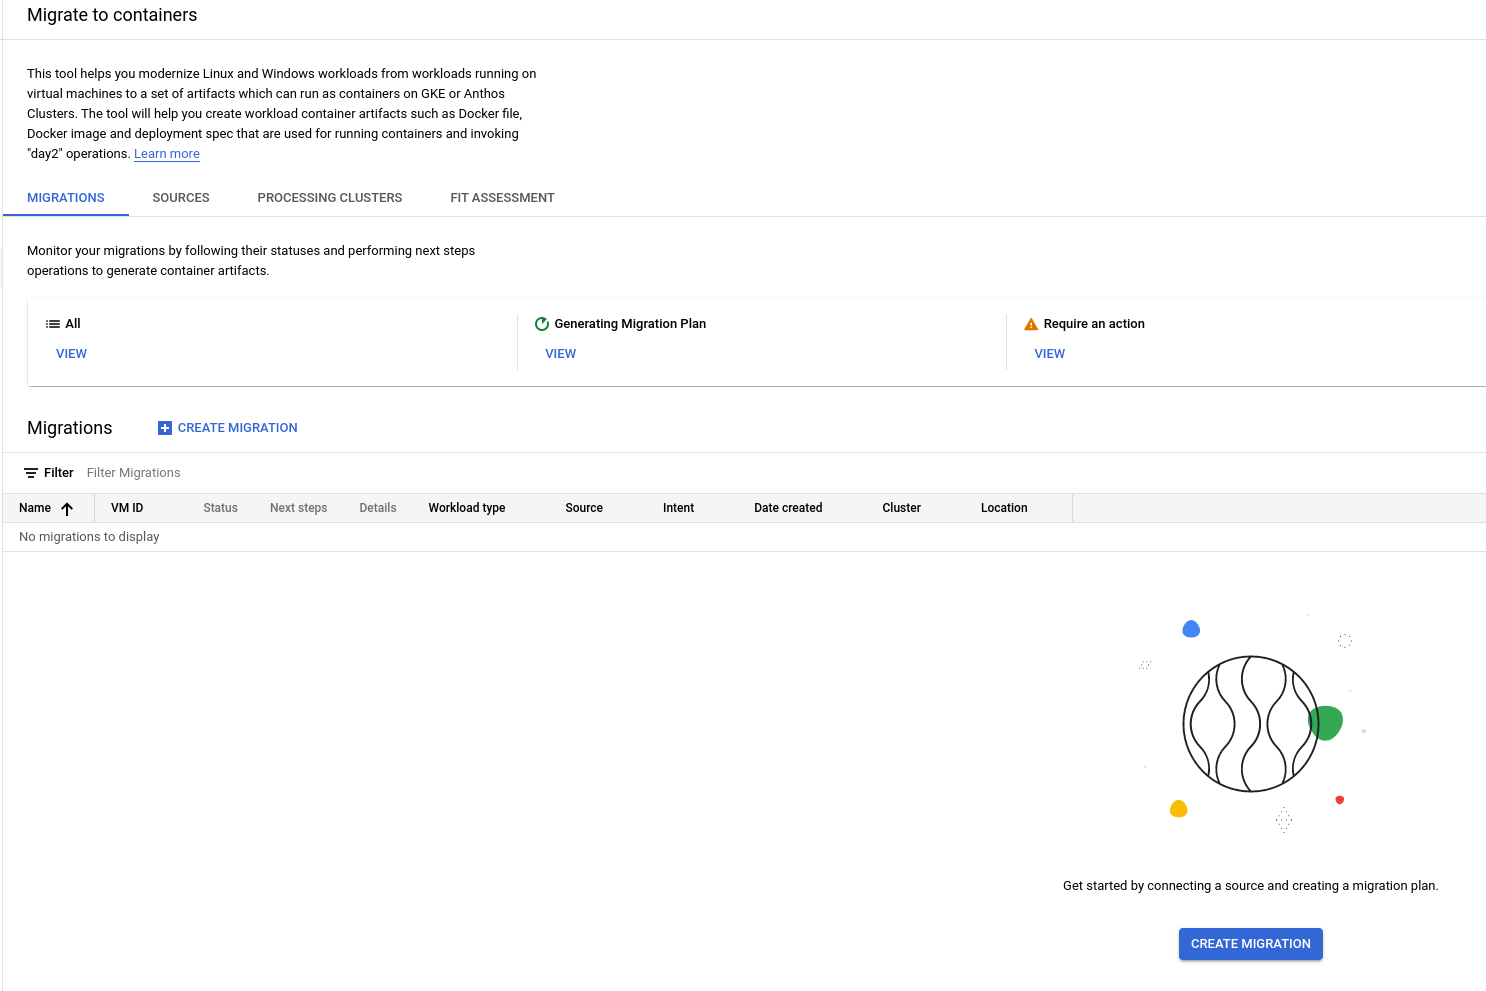 Migrate to containers
This tool helps you modernize Linux and Windows workloads from workloads running on
virtual machines to a set of artifacts which can run as containers on GKE or Anthos
Clusters. The tool will help you create workload container artifacts such as Docker file,
Docker image and deployment spec that are used for running containers and invoking
"day2" operations. Learn more
MIGRATIONS SOURCES PROCESSING CLUSTERS FIT ASSESSMENT
Monitor your migrations by following their statuses and performing next steps
operations to generate container artifacts.
All Generating Migration Plan Require an action
VIEW VIEW VIEW
Migrations CREATE MIGRATION
Filter Filter Migrations
Name VM ID Status Next steps Details Workload type Source Intent Date created Cluster Location
No migrations to display
Get started by connecting a source and creating a migration plan.
CREATE MIGRATION